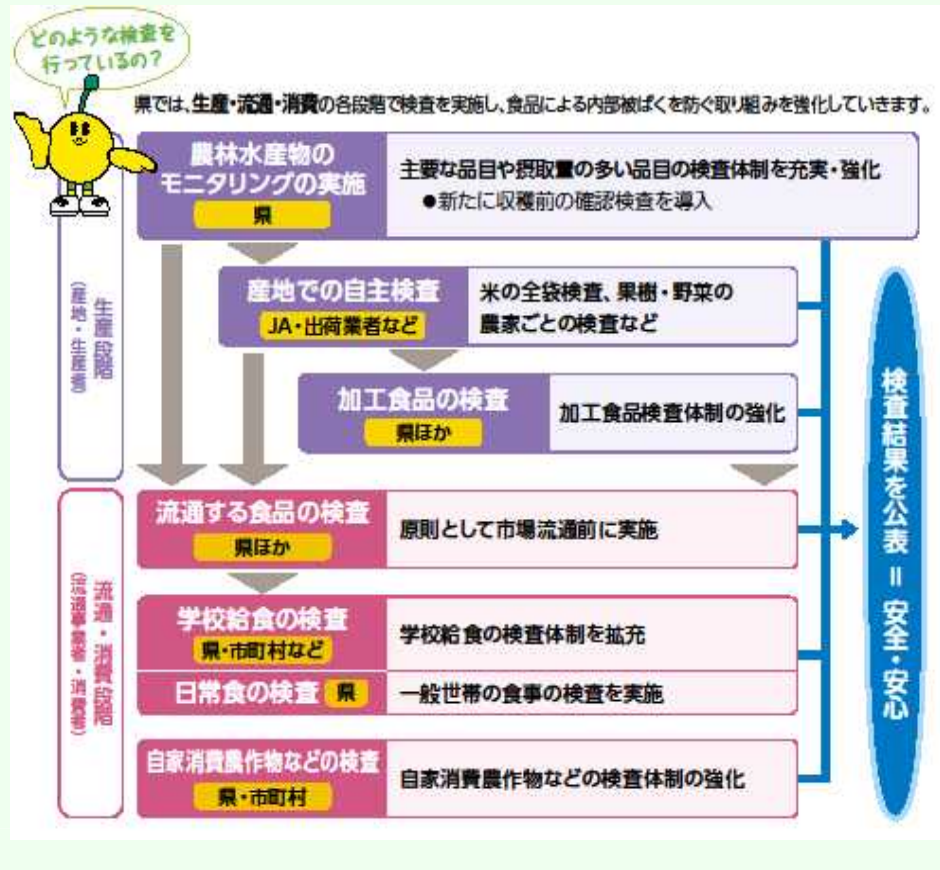 どのような検査を
行っているの?
県では、生産・流通・消費の各段階で検査を実施し、食品による内部被ばくを防ぐ取り組みを強化していきます。
生産段階
(産地・生産者)
農林水産物の
モニタリングの実施
県
主要な品目や摂取量の多い品目の検査体制を充実・強化
●新たに収穫前の確認検査を導入
産地での自主検査
JA・出荷業者など
米の全袋検査、果樹・野菜の
農家ごとの検査など
加工食品の検査
県ほか
加工食品検査体制の強化
流通・消費段階
(流通事業者・消費者)
流通する食品の検査
県ほか
原則として市場流通前に実施
学校給食の検査
県・市町村など
学校給食の検査体制を拡充
日常食の検査 県
一般世帯の食事の検査を実施
自家消費農作物などの検査
県・市町村
自家消費農作物などの検査体制の強化
検査結果を公表 = 安全・安心